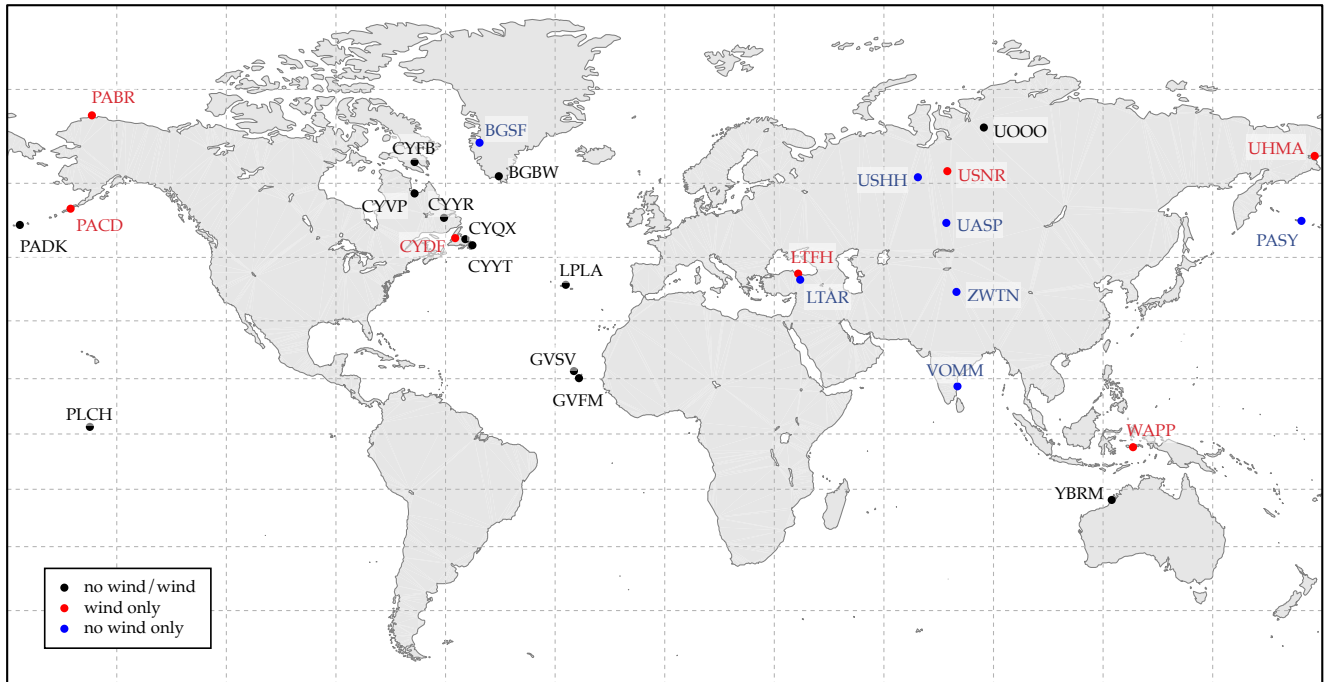 PABR
UOOO
BGSF
CYFB
UHMA
BGBW
USHH
USNR
CYVP
CYYR
PACD
PADK
CYQX
CYDF
UASP
PASY
CYYT
LPLA
LTFH
LTAR
ZWTN
GVSV
VOMM
GVFM
PLCH
WAPP
YBRM
no wind/wind
wind only
no wind only